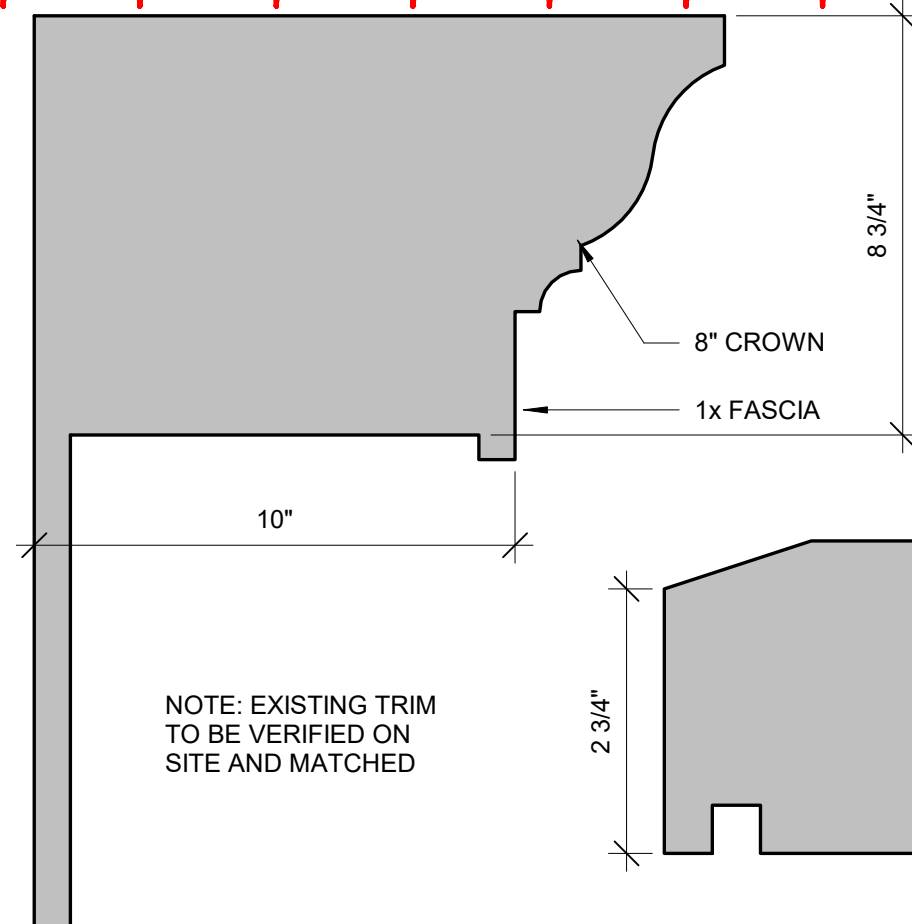 8 3/4"
8" CROWN
1x FASCIA
10"
2 3/4"
NOTE: EXISTING TRIM
TO BE VERIFIED ON
SITE AND MATCHED